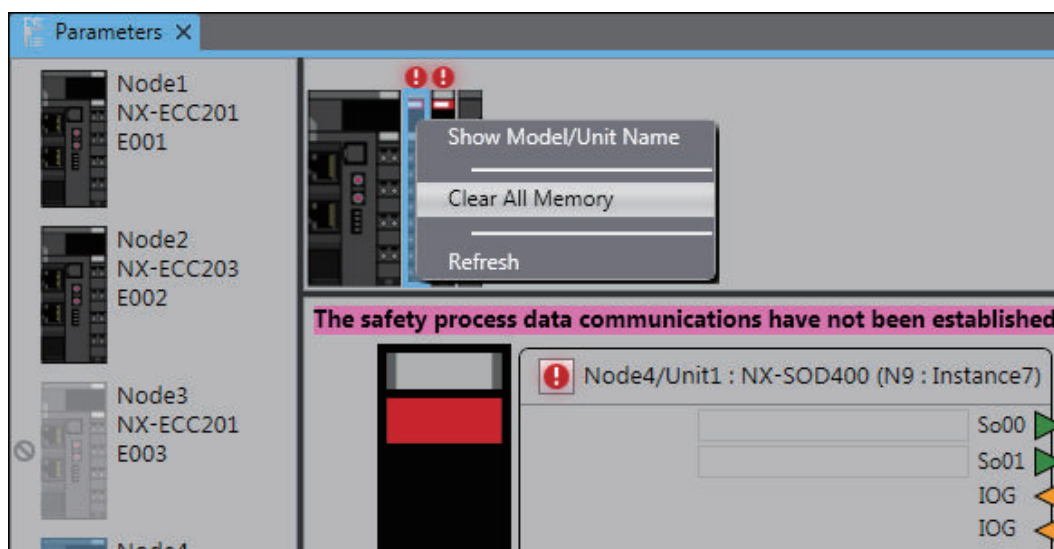 Parameters
Node1
NX-ECC201
E001
Node2
NX-ECC203
E002
Node3
NX-ECC201
E003
Node4
Show Model/Unit Name
Clear All Memory
Refresh
The safety process data communications have not been established
Node4/Unit1 : NX-SOD400 (N9 : Instance7)
So00
So01
IOG
IOG